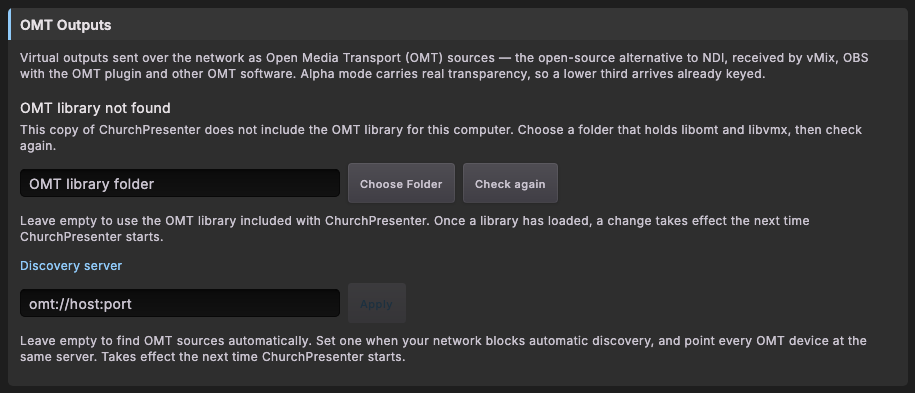 OMT Outputs
Virtual outputs sent over the network as Open Media Transport (OMT) sources — the open-source alternative to NDI, received by vMix, OBS
with the OMT plugin and other OMT software. Alpha mode carries real transparency, so a lower third arrives already keyed.
OMT library not found
This copy of ChurchPresenter does not include the OMT library for this computer. Choose a folder that holds libomt and libvmx, then check
again.
OMT library folder
Choose Folder
Check again
Leave empty to use the OMT library included with ChurchPresenter. Once a library has loaded, a change takes effect the next time
ChurchPresenter starts.
Discovery server
omt://host:port
Apply
Leave empty to find OMT sources automatically. Set one when your network blocks automatic discovery, and point every OMT device at the
same server. Takes effect the next time ChurchPresenter starts.